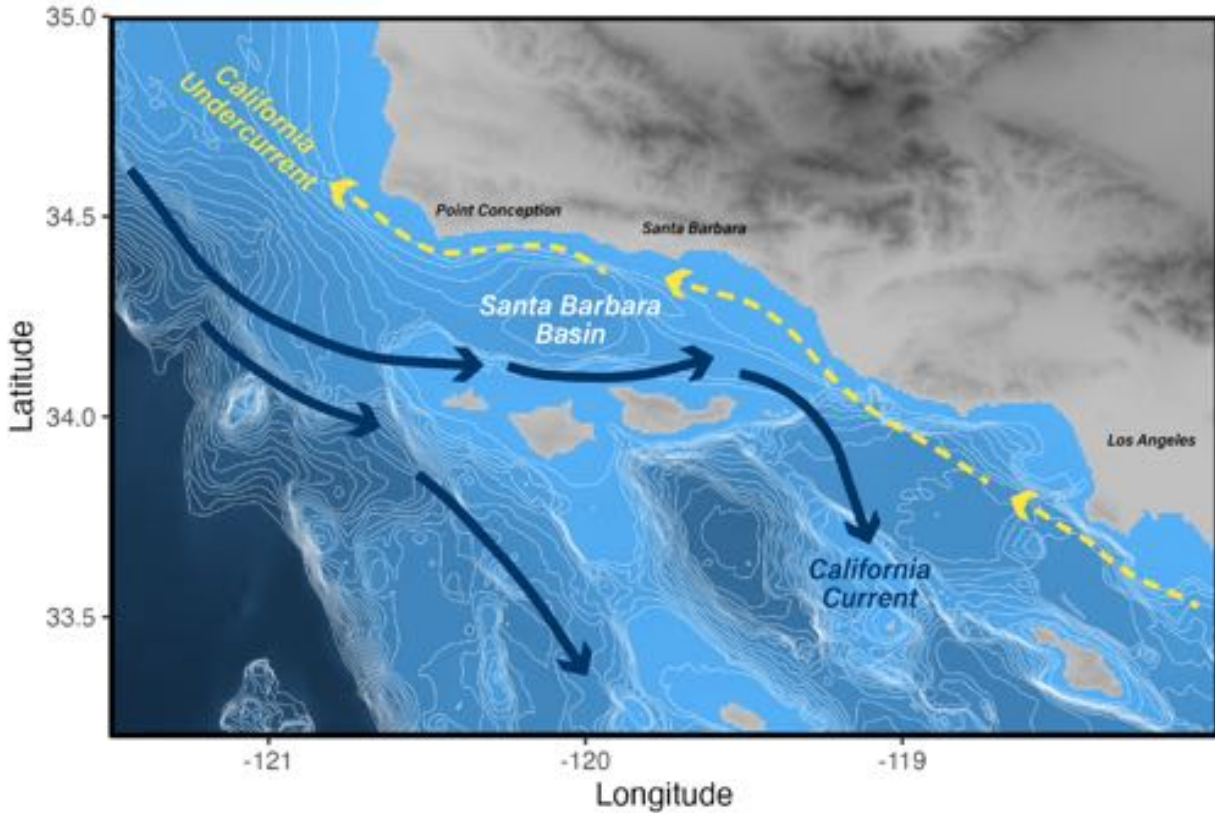 35.0
California
Undercurrent
34.5
Point Conception
Santa Barbara
Santa Barbara
Basin
Latitude
34.0
Los Angeles
California
Current
33.5
-121
-120
-119
Longitude